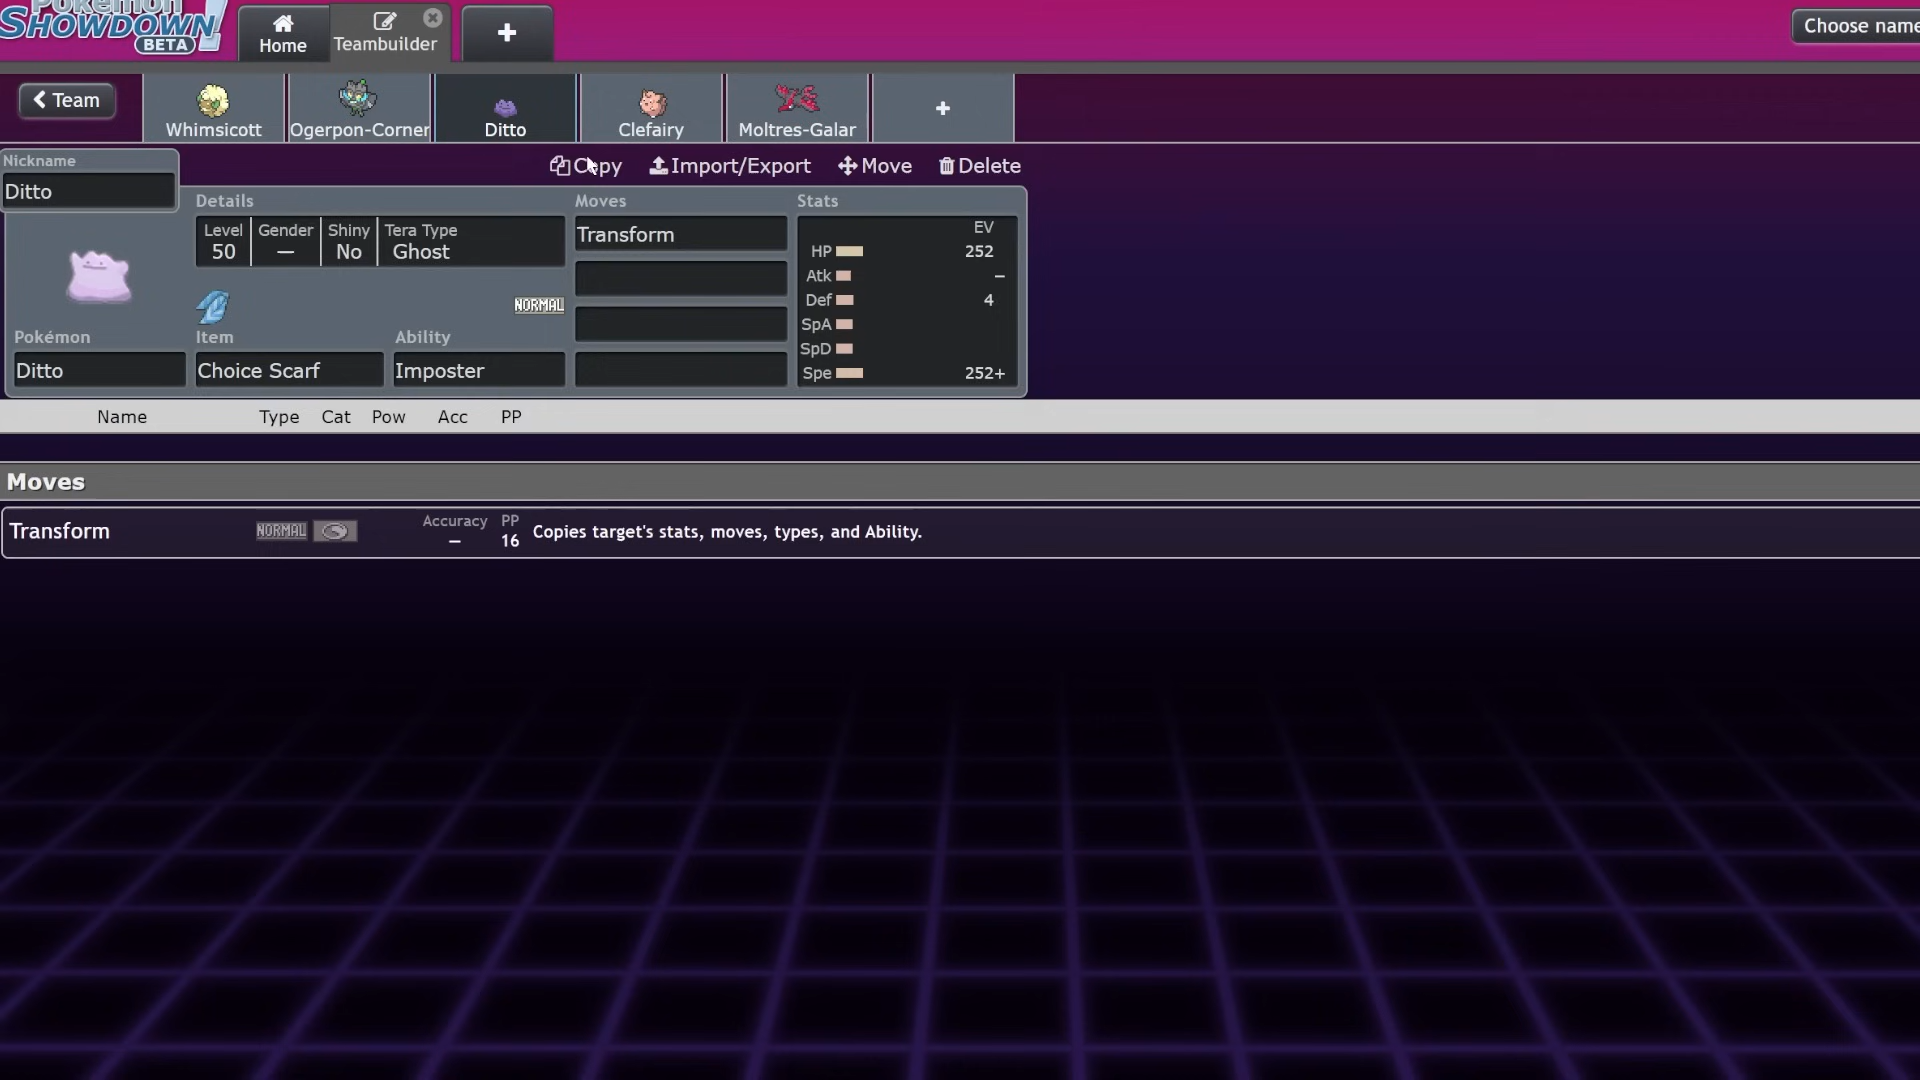 Pokémon
SHOWDOWN!
BETA
Home
Teambuilder
+
Choose name
Team
Whimsicott
Ogerpon-Corner
Ditto
Clefairy
Moltres-Galar
+
Copy
Import/Export
Move
Delete
Nickname
Ditto
Details
Level
50
Gender
—
Shiny
No
Tera Type
Ghost
NORMAL
Pokémon
Ditto
Item
Choice Scarf
Ability
Imposter
Moves
Transform
Stats
EV
HP 252
Atk –
Def 4
SpA
SpD
Spe 252+
Name Type Cat Pow Acc PP
Moves
Transform NORMAL Accuracy — PP 16 Copies target's stats, moves, types, and Ability.